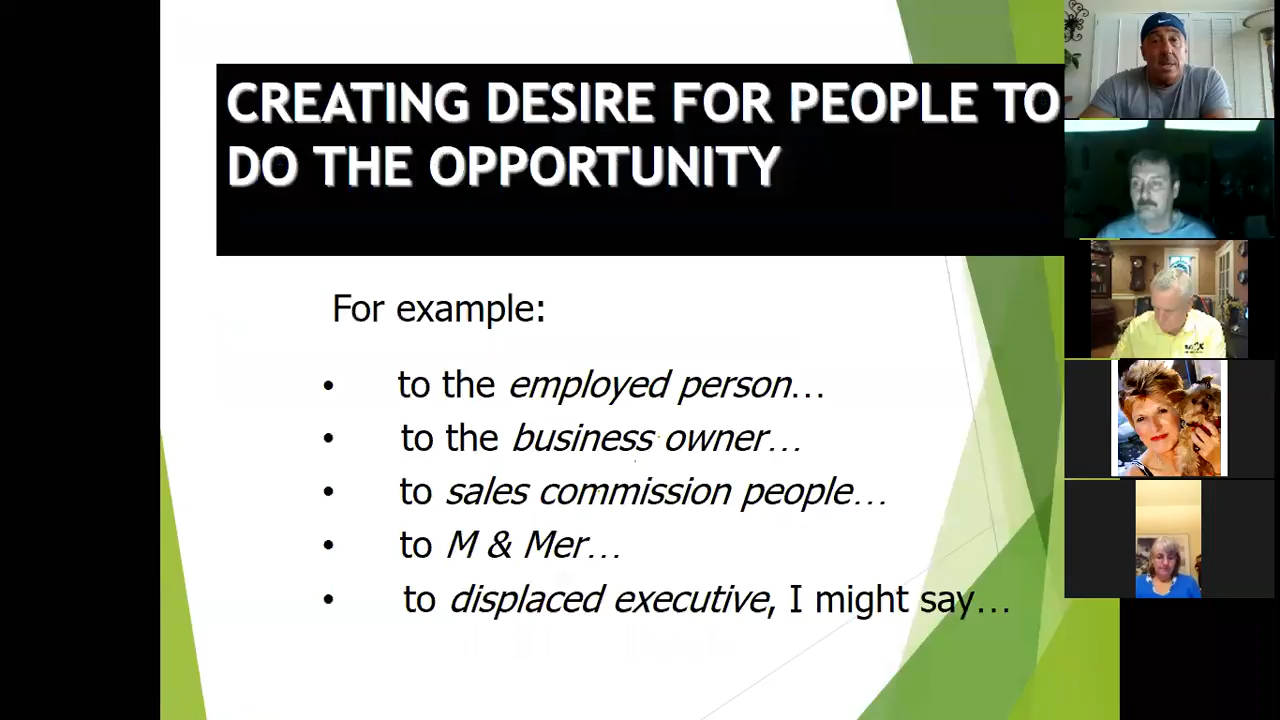 CREATING DESIRE FOR PEOPLE TO
DO THE OPPORTUNITY
For example:
• to the employed person…
• to the business owner…
• to sales commission people…
• to M & Mer…
• to displaced executive, I might say…